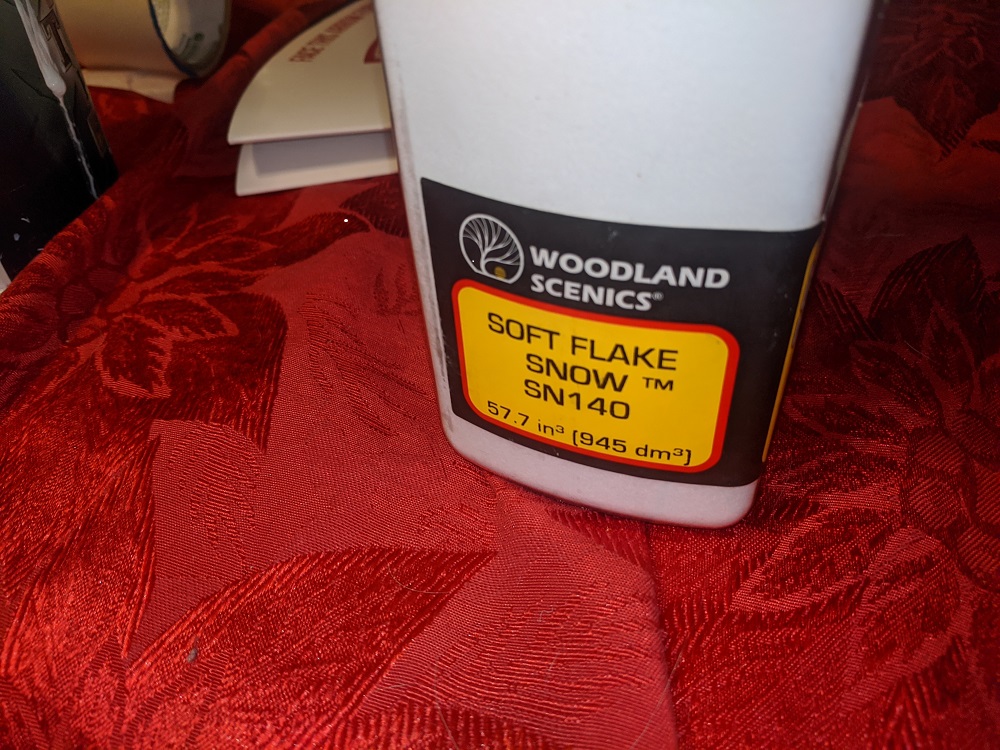 WOODLAND
SCENICS®
SOFT FLAKE
SNOW ™
SN140
57.7 in³ [945 dm³]